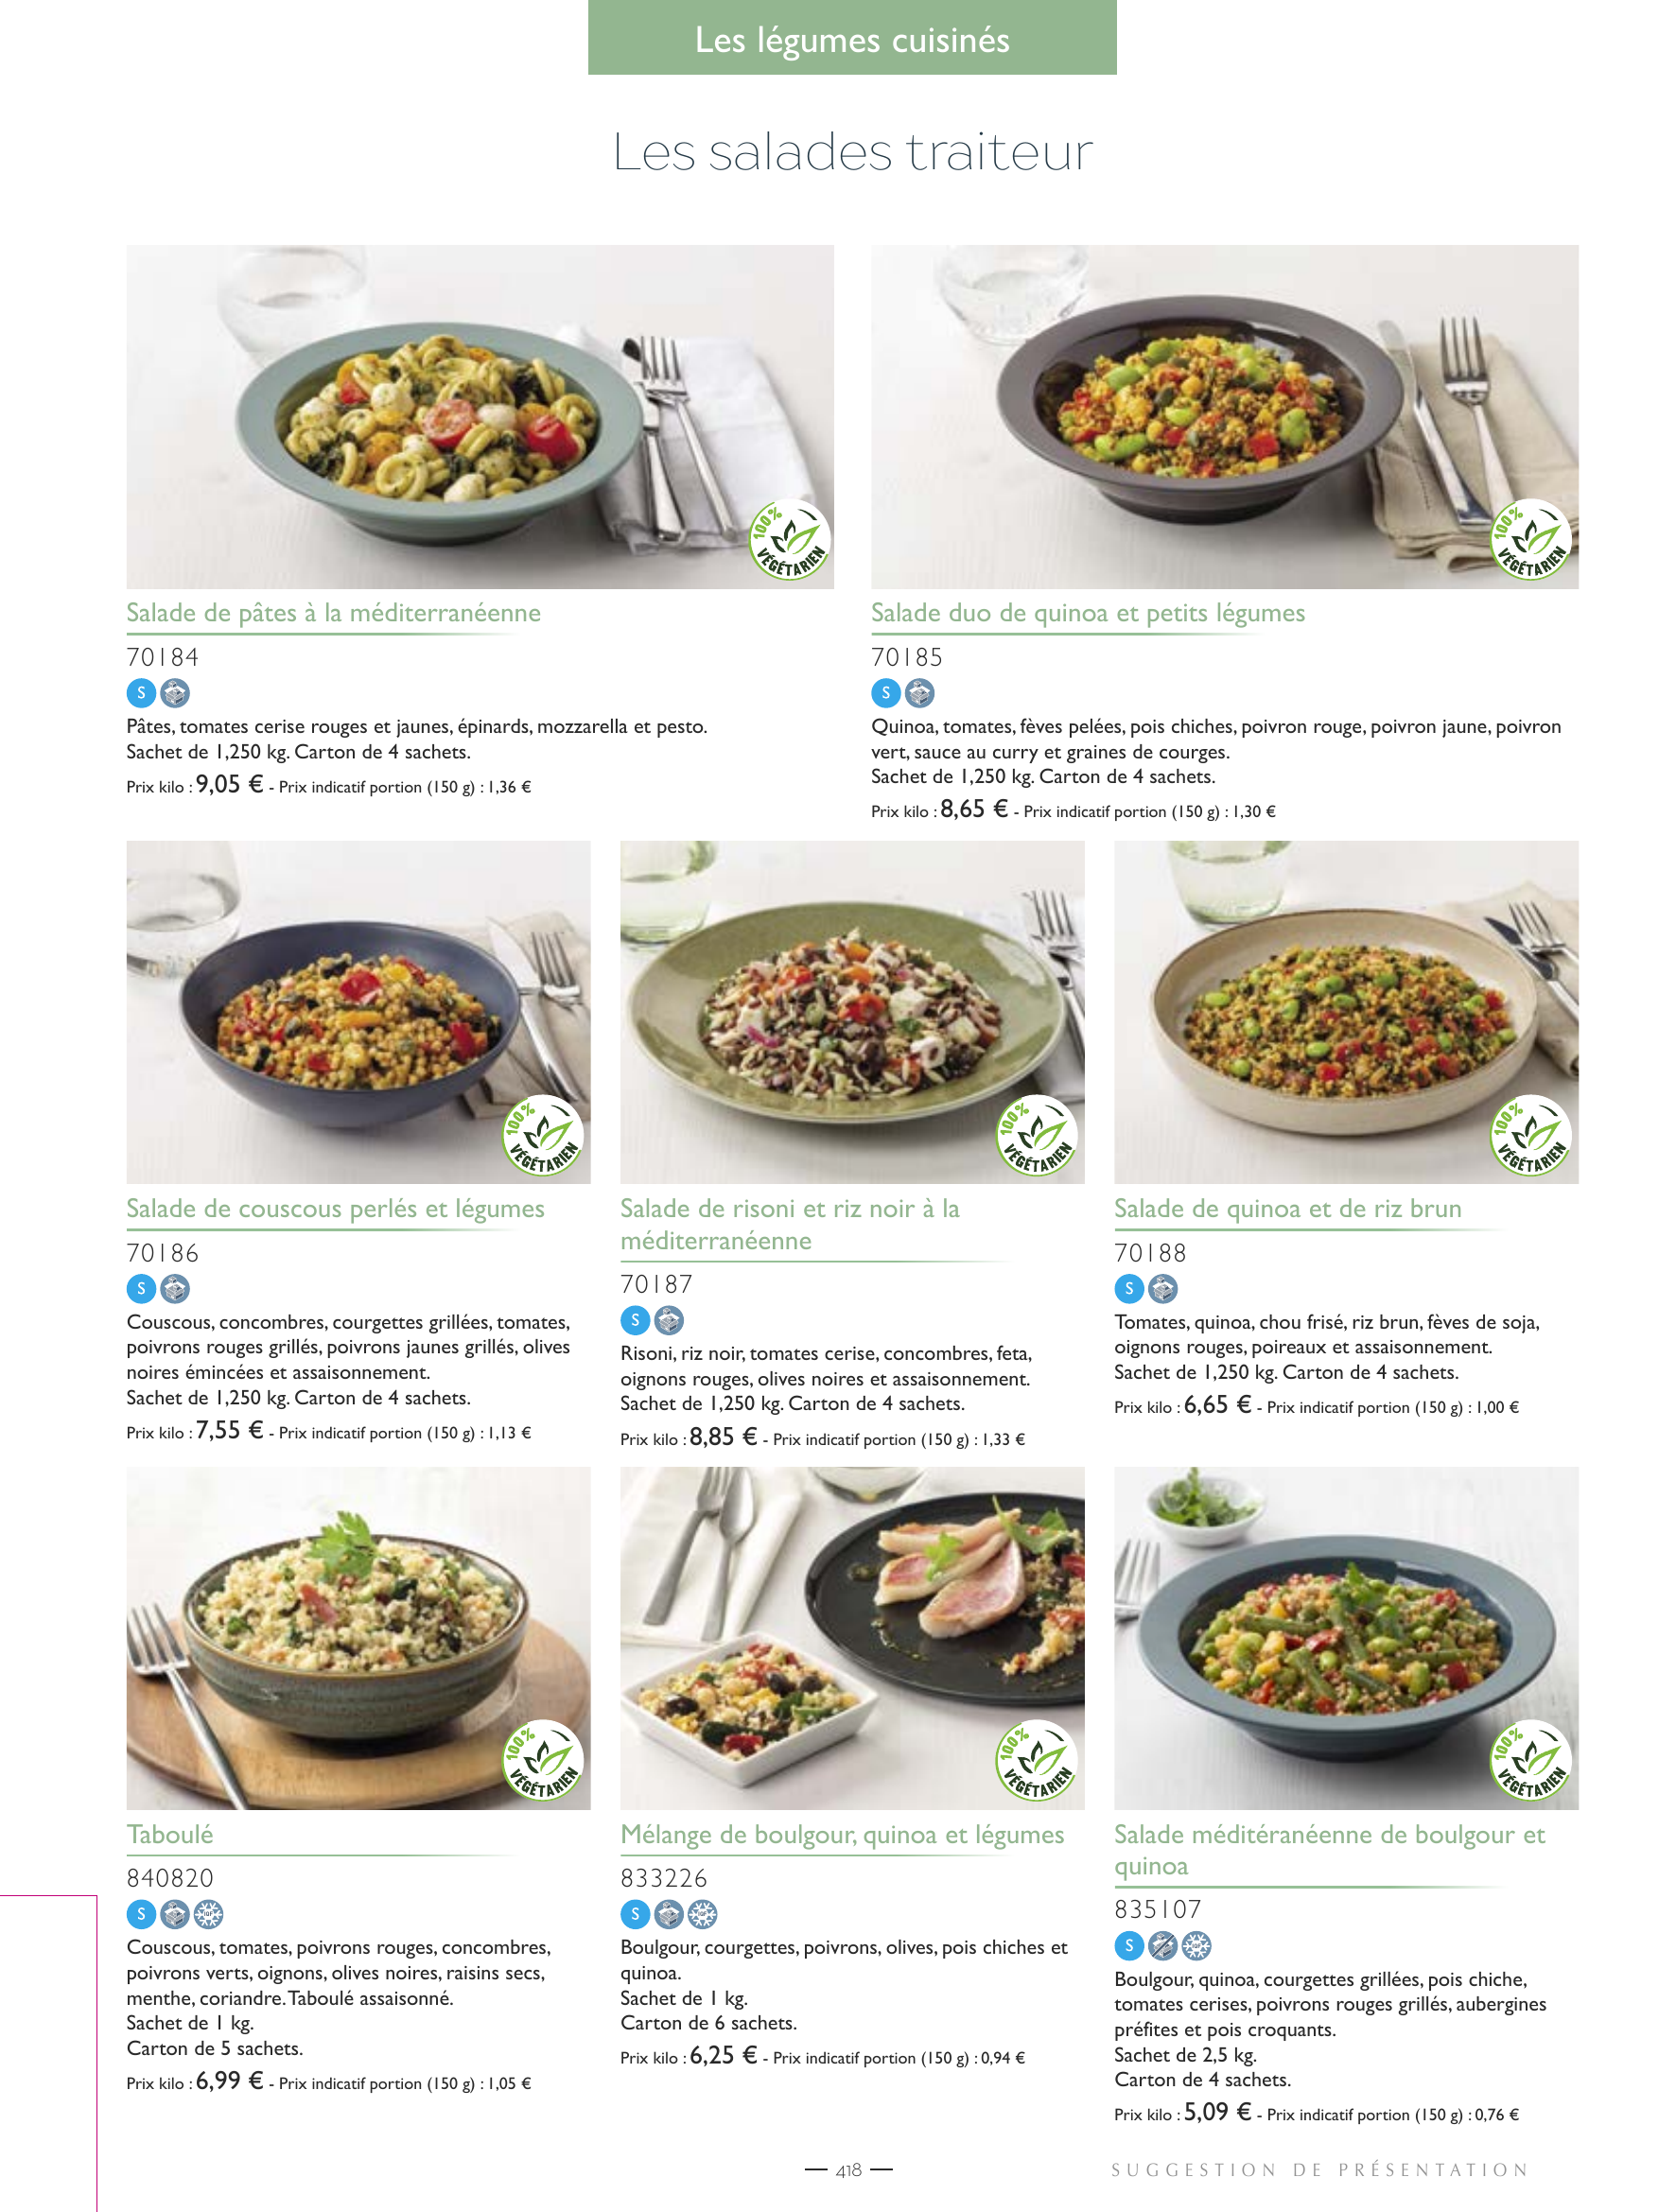 Les légumes cuisinés
Les salades traiteur
100%
VÉGÉTARIEN
100%
VÉGÉTARIEN
Salade de pâtes à la méditerranéenne
70184
S
Pâtes, tomates cerise rouges et jaunes, épinards, mozzarella et pesto.
Sachet de 1,250 kg. Carton de 4 sachets.
Prix kilo : 9,05 € - Prix indicatif portion (150 g) : 1,36 €
Salade duo de quinoa et petits légumes
70185
S
Quinoa, tomates, fèves pelées, pois chiches, poivron rouge, poivron jaune, poivron
vert, sauce au curry et graines de courges.
Sachet de 1,250 kg. Carton de 4 sachets.
Prix kilo : 8,65 € - Prix indicatif portion (150 g) : 1,30 €
100%
VÉGÉTARIEN
100%
VÉGÉTARIEN
100%
VÉGÉTARIEN
Salade de couscous perlés et légumes
70186
S
Couscous, concombres, courgettes grillées, tomates,
poivrons rouges grillés, poivrons jaunes grillés, olives
noires émincées et assaisonnement.
Sachet de 1,250 kg. Carton de 4 sachets.
Prix kilo : 7,55 € - Prix indicatif portion (150 g) : 1,13 €
Salade de risoni et riz noir à la
méditerranéenne
70187
S
Risoni, riz noir, tomates cerise, concombres, feta,
oignons rouges, olives noires et assaisonnement.
Sachet de 1,250 kg. Carton de 4 sachets.
Prix kilo : 8,85 € - Prix indicatif portion (150 g) : 1,33 €
Salade de quinoa et de riz brun
70188
S
Tomates, quinoa, chou frisé, riz brun, fèves de soja,
oignons rouges, poireaux et assaisonnement.
Sachet de 1,250 kg. Carton de 4 sachets.
Prix kilo : 6,65 € - Prix indicatif portion (150 g) : 1,00 €
100%
VÉGÉTARIEN
100%
VÉGÉTARIEN
100%
VÉGÉTARIEN
Taboulé
840820
S
Couscous, tomates, poivrons rouges, concombres,
poivrons verts, oignons, olives noires, raisins secs,
menthe, coriandre. Taboulé assaisonné.
Sachet de 1 kg.
Carton de 5 sachets.
Prix kilo : 6,99 € - Prix indicatif portion (150 g) : 1,05 €
Mélange de boulgour, quinoa et légumes
833226
S
Boulgour, courgettes, poivrons, olives, pois chiches et
quinoa.
Sachet de 1 kg.
Carton de 6 sachets.
Prix kilo : 6,25 € - Prix indicatif portion (150 g) : 0,94 €
Salade méditéranéenne de boulgour et
quinoa
835107
S
Boulgour, quinoa, courgettes grillées, pois chiche,
tomates cerises, poivrons rouges grillés, aubergines
préfites et pois croquants.
Sachet de 2,5 kg.
Carton de 4 sachets.
Prix kilo : 5,09 € - Prix indicatif portion (150 g) : 0,76 €
418
SUGGESTION DE PRÉSENTATION